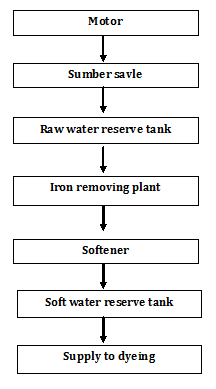 Motor
Sumber savle
Raw water reserve tank
Iron removing plant
Softener
Soft water reserve tank
Supply to dyeing